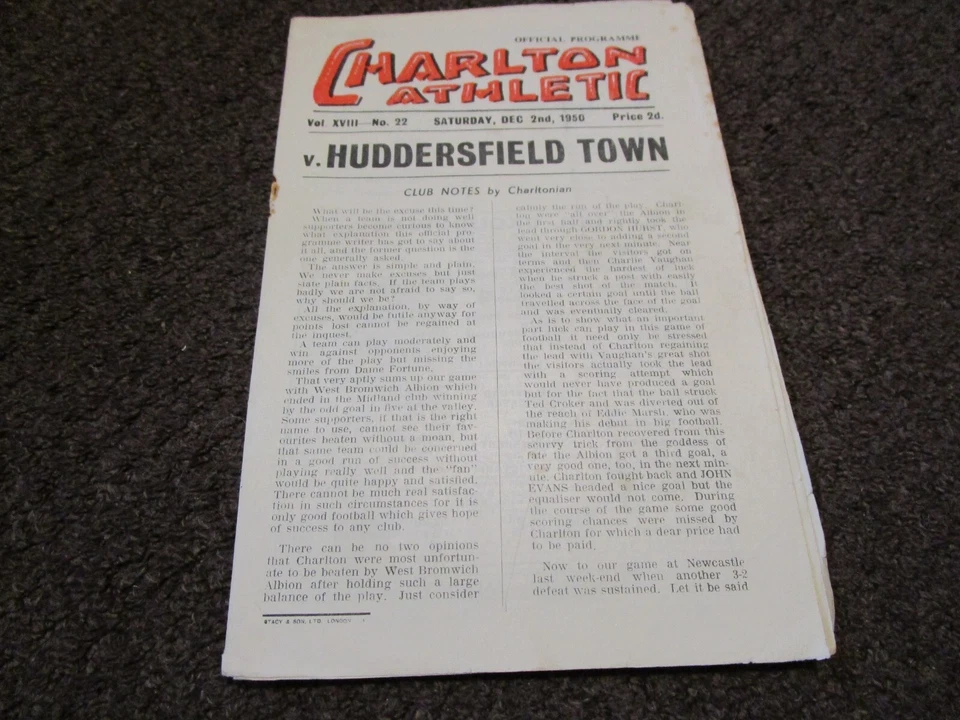 OFFICIAL PROGRAMME
CHARLTON
ATHLETIC
Vol XVIII No. 22 SATURDAY, DEC 2nd, 1950 Price 2d.
v. HUDDERSFIELD TOWN
CLUB NOTES by Charltonian
What will be the excuse this time?
When a team is not doing well
supporters become curious to know
what explanation this official pro-
gramme writer has got to say about
it all, and the former question is the
one generally asked.
The answer is simple and plain.
We never make excuses but just
state plain facts. If the team plays
badly we are not afraid to say so,
why should we be?
All the explanation, by way of
excuses, would be futile anyway for
points lost cannot be regained at
the inquest.
A team can play moderately and
win against opponents enjoying
more of the play but missing the
smiles from Dame Fortune.
That very aptly sums up our game
with West Bromwich Albion which
ended in the Midland club winning
by the odd goal in five at the valley.
Some supporters, if that is the right
name to use, cannot see their fav-
ourites beaten without a moan, but
that same team could be concerned
in a good run of success without
playing really well and the "fan"
would be quite happy and satisfied.
There cannot be much real satisfac-
tion in such circumstances for it is
only good football which gives hope
of success to any club.
There can be no two opinions
that Charlton were most unfortun-
ate to be beaten by West Bromwich
Albion after holding such a large
balance of the play. Just consider
STACY & SON, LTD. LONDON
calmly the run of the play. Charl-
ton were "all over" the Albion in
the first half and rightly took the
lead through GORDON HURST, who
went very close to adding a second
goal in the very next minute. Near
the interval the visitors got on
terms and then Charlie Vaughan
experienced the hardest of luck
when he struck a post with easily
the best shot of the match. It
looked a certain goal until the ball
travelled across the face of the goal
and was eventually cleared.
As is to show what an important
part luck can play in this game of
football it need only be stressed
that instead of Charlton regaining
the lead with Vaughan's great shot
the visitors actually took the lead
with a scoring attempt which
would never have produced a goal
but for the fact that the ball struck
Ted Croker and was diverted out of
the reach of Eddie Marsh, who was
making his debut in big football.
Before Charlton recovered from this
scurvy trick from the goddess of
fate the Albion got a third goal, a
very good one, too, in the next min-
ute. Charlton fought back and JOHN
EVANS headed a nice goal but the
equaliser would not come. During
the course of the game some good
scoring chances were missed by
Charlton for which a dear price had
to be paid.
Now to our game at Newcastle
last week-end when another 3-2
defeat was sustained. Let it be said